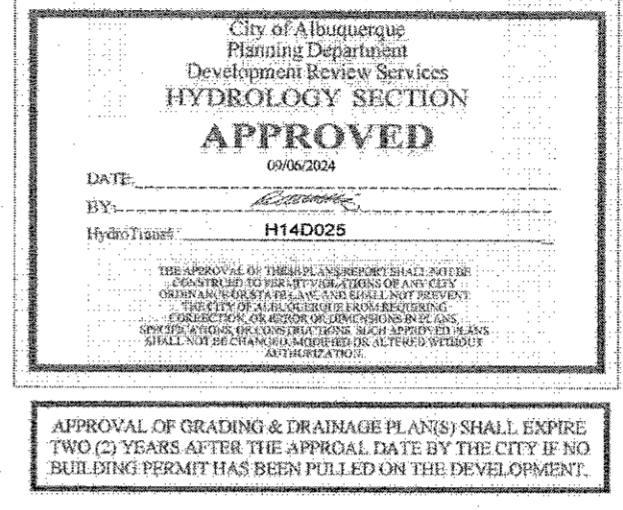 City of Albuquerque
Planning Department
Development Review Services
HYDROLOGY SECTION
APPROVED
09/06/2024
DATE:
BY:
HydroTrans# H14D025
THE APPROVAL OF THESE PLANS/REPORT SHALL NOT BE
CONSTRUED TO PERMIT VIOLATIONS OF ANY CITY
ORDINANCE OR STATE LAW, AND SHALL NOT PREVENT
THE CITY OF ALBUQUERQUE FROM REQUIRING
CORRECTION, OR ERROR OR DIMENSIONS IN PLANS,
SPECIFICATIONS, OR CONSTRUCTIONS. SUCH APPROVED PLANS
SHALL NOT BE CHANGED, MODIFIED OR ALTERED WITHOUT
AUTHORIZATION.
APPROVAL OF GRADING & DRAINAGE PLAN(S) SHALL EXPIRE
TWO (2) YEARS AFTER THE APPROAL DATE BY THE CITY IF NO
BUILDING PERMIT HAS BEEN PULLED ON THE DEVELOPMENT.